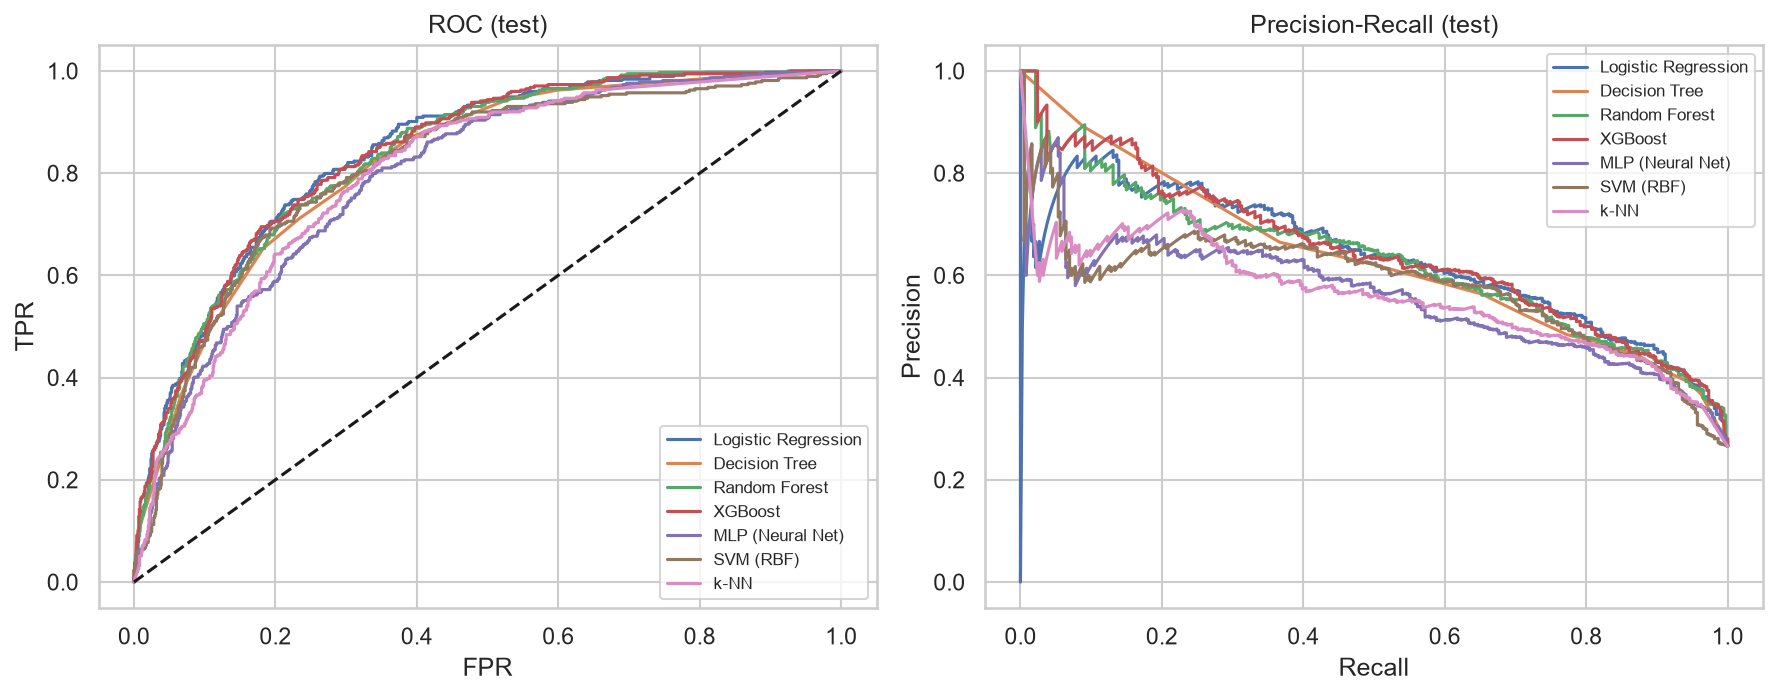 ROC (test)
1.0
0.8
0.6
0.4
0.2
0.0
TPR
0.0 0.2 0.4 0.6 0.8 1.0
FPR
Logistic Regression
Decision Tree
Random Forest
XGBoost
MLP (Neural Net)
SVM (RBF)
k-NN
Precision-Recall (test)
1.0
0.8
0.6
0.4
0.2
0.0
Precision
0.0 0.2 0.4 0.6 0.8 1.0
Recall
Logistic Regression
Decision Tree
Random Forest
XGBoost
MLP (Neural Net)
SVM (RBF)
k-NN